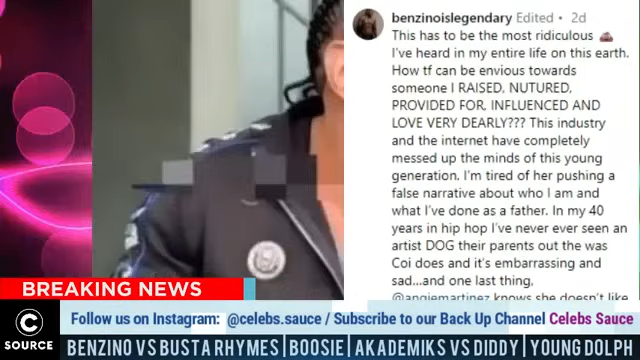 benzinoislegendary Edited • 2d
This has to be the most ridiculous 💩
I've heard in my entire life on this earth.
How tf can be envious towards
someone I RAISED, NUTURED,
PROVIDED FOR, INFLUENCED AND
LOVE VERY DEARLY??? This industry
and the internet have completely
messed up the minds of this young
generation. I'm tired of her pushing a
false narrative about who I am and
what I've done as a father. In my 40
years in hip hop I've never ever seen an
artist DOG their parents out the was
Coi does and it's embarrassing and
sad...and one last thing,
@angiemartinez knows she doesn't like
BREAKING NEWS
C
SOURCE
Follow us on Instagram: @celebs.sauce / Subscribe to our Back Up Channel Celebs Sauce
BENZINO VS BUSTA RHYMES | BOOSIE | AKADEMIKS VS DIDDY | YOUNG DOLPH